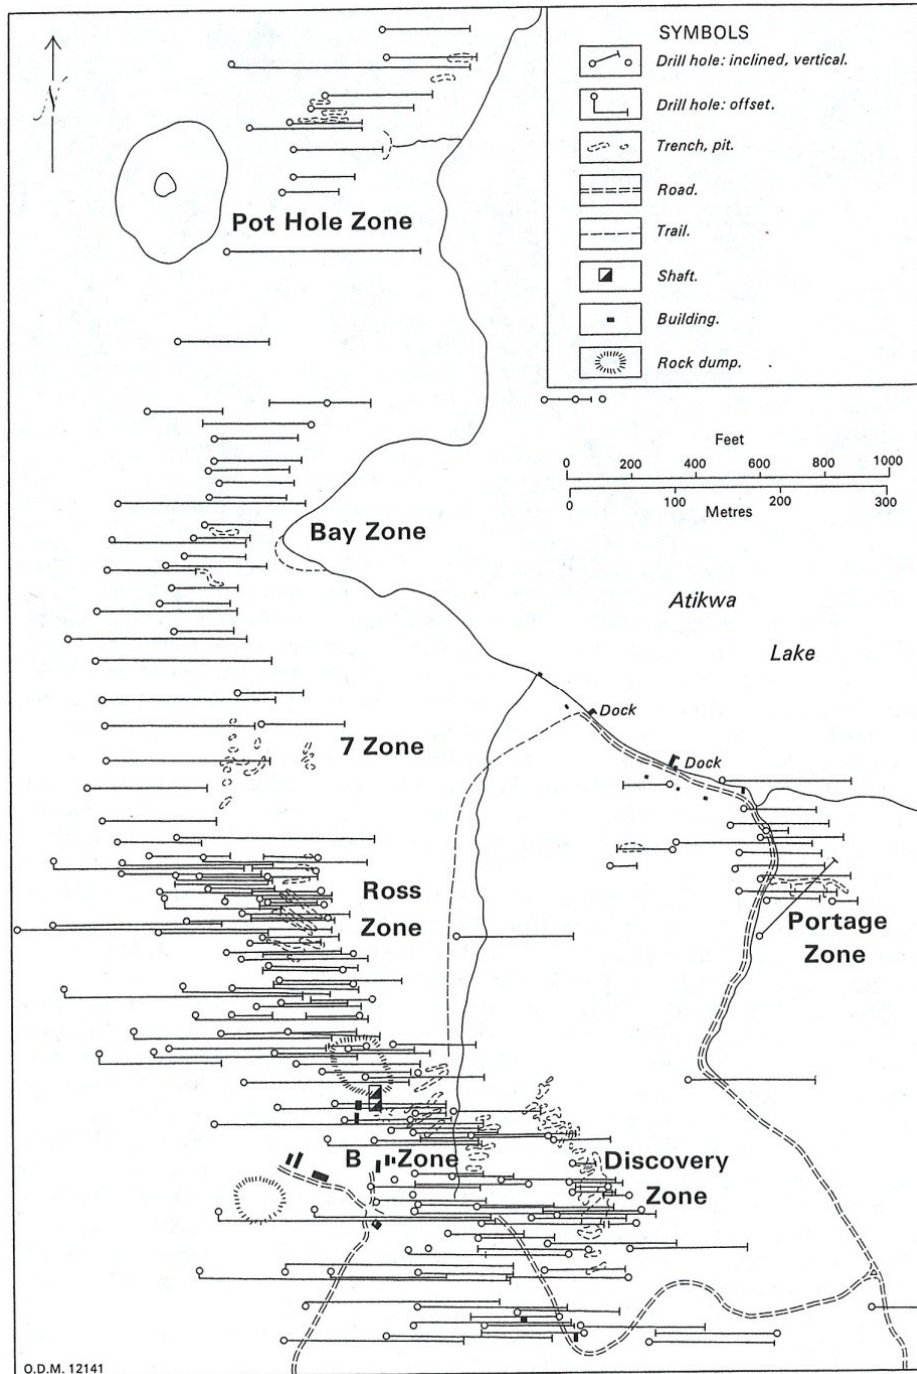 SYMBOLS
Drill hole: inclined, vertical.
Drill hole: offset.
Trench, pit.
Road.
Trail.
Shaft.
Building.
Rock dump.
Pot Hole Zone
Feet
0 200 400 600 800 1000
0 100 200 300
Metres
Bay Zone
Atikwa
Lake
Dock
7 Zone
Dock
Ross
Zone
Portage
Zone
B Zone
Discovery
Zone
O.D.M. 12141